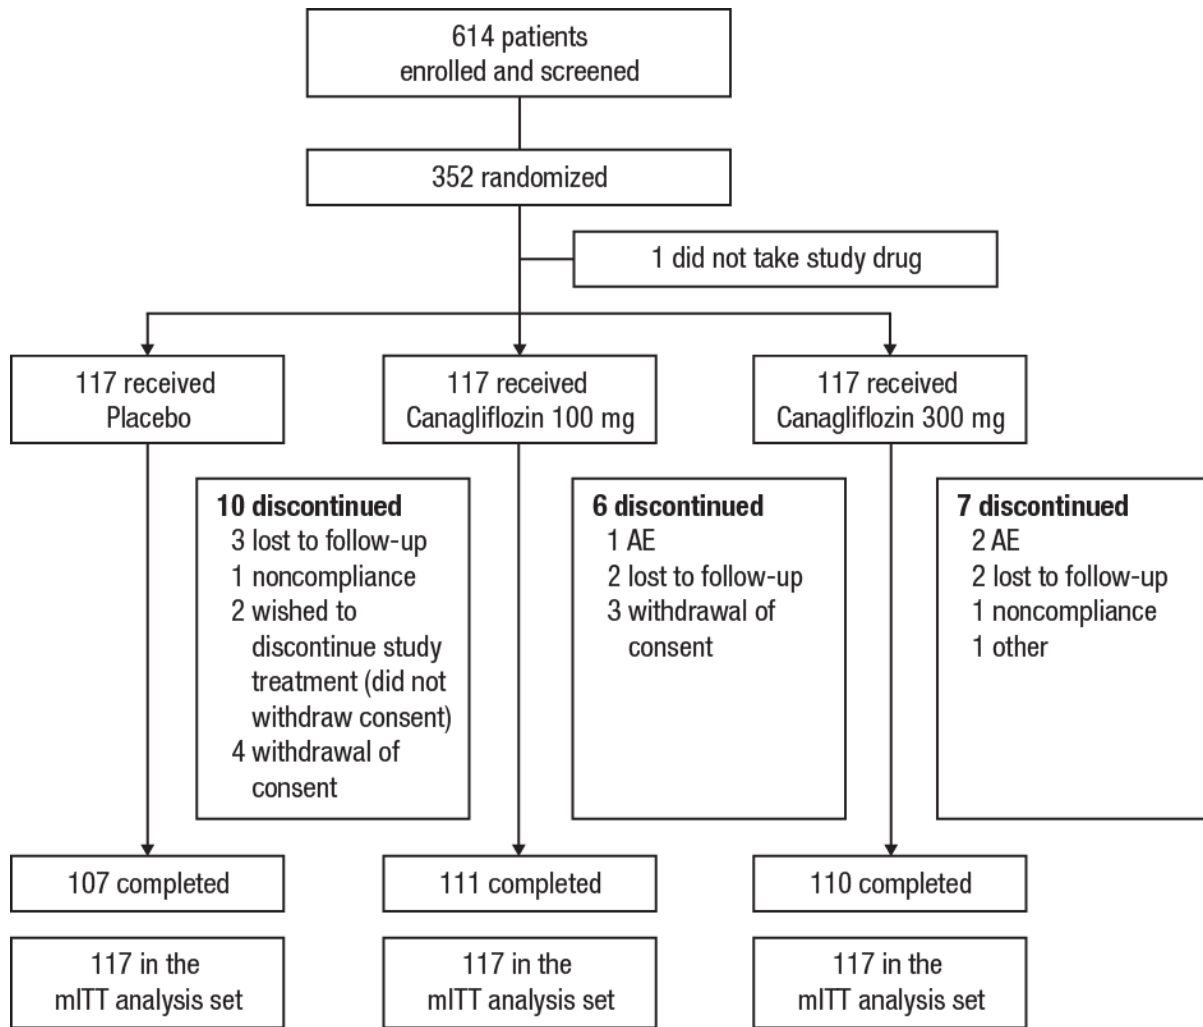 614 patients
enrolled and screened
352 randomized
1 did not take study drug
117 received
Placebo
117 received
Canagliflozin 100 mg
117 received
Canagliflozin 300 mg
10 discontinued
3 lost to follow-up
1 noncompliance
2 wished to
discontinue study
treatment (did not
withdraw consent)
4 withdrawal of
consent
6 discontinued
1 AE
2 lost to follow-up
3 withdrawal of
consent
7 discontinued
2 AE
2 lost to follow-up
1 noncompliance
1 other
107 completed
111 completed
110 completed
117 in the
mITT analysis set
117 in the
mITT analysis set
117 in the
mITT analysis set